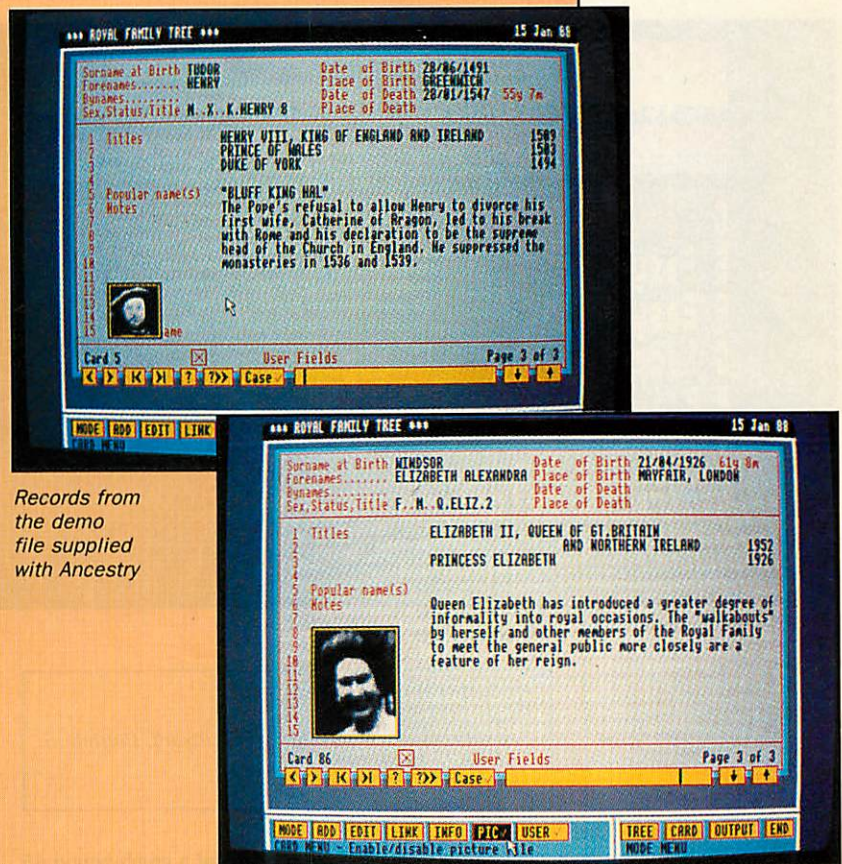 *** ROYAL FAMILY TREE *** 15 Jan 88
Surname at Birth TUDOR Date of Birth 28/06/1491
Forenames....... HENRY Place of Birth GREENWICH
Bynames......... Date of Death 28/01/1547 55y 7m
Sex,Status,Title M..X..K.HENRY 8 Place of Death
1 Titles HENRY VIII, KING OF ENGLAND AND IRELAND 1509
2 PRINCE OF WALES 1503
3 DUKE OF YORK 1494
4
5 Popular name(s) "BLUFF KING HAL"
6 Notes The Pope's refusal to allow Henry to divorce his
7 first wife, Catherine of Aragon, led to his break
8 with Rome and his declaration to be the supreme
9 head of the Church in England. He suppressed the
10 monasteries in 1536 and 1539.
11
12
13
14
15 ame
Card 5 User Fields Page 3 of 3
< > K >| ? ?>> Case
MODE ADD EDIT LINK
CARD MENU
Records from
the demo
file supplied
with Ancestry
*** ROYAL FAMILY TREE *** 15 Jan 88
Surname at Birth WINDSOR Date of Birth 21/04/1926 61y 8m
Forenames....... ELIZABETH ALEXANDRA Place of Birth MAYFAIR, LONDON
Bynames......... Date of Death
Sex,Status,Title F..M..Q.ELIZ.2 Place of Death
1 Titles ELIZABETH II, QUEEN OF GT.BRITAIN
2 AND NORTHERN IRELAND 1952
3 PRINCESS ELIZABETH 1926
4
5 Popular name(s)
6 Notes Queen Elizabeth has introduced a greater degree of
7 informality into royal occasions. The "walkabouts"
8 by herself and other members of the Royal Family
9 to meet the general public more closely are a
10 feature of her reign.
11
12
13
14
15
Card 86 User Fields Page 3 of 3
< > K >| ? ?>> Case
MODE ADD EDIT LINK INFO PIC USER TREE CARD OUTPUT END
CARD MENU - Enable/disable picture file MODE MENU